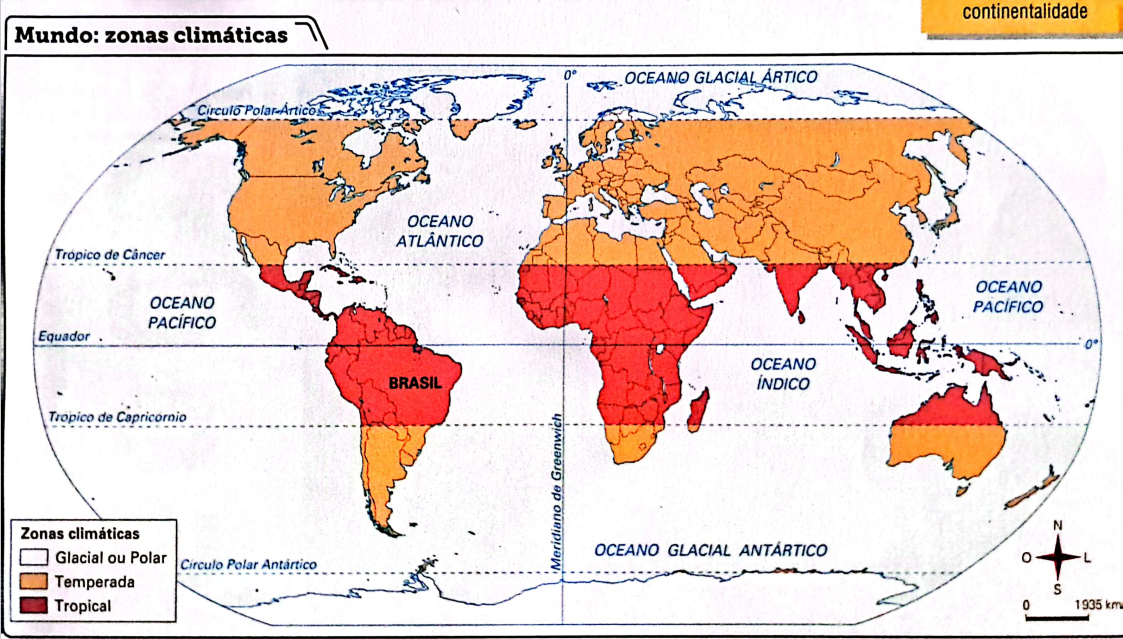 continentalidade
Mundo: zonas climáticas
0°
OCEANO GLACIAL ÁRTICO
Círculo Polar Ártico
OCEANO
ATLÂNTICO
Trópico de Câncer
OCEANO
PACÍFICO
OCEANO
PACÍFICO
Equador
0°
OCEANO
ÍNDICO
BRASIL
Tropico de Capricórnio
Meridiano de Greenwich
Zonas climáticas
Glacial ou Polar
Temperada
Tropical
OCEANO GLACIAL ANTÁRTICO
Círculo Polar Antártico
N
O
L
S
0 1935 km